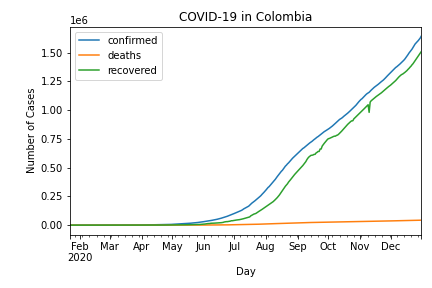 COVID-19 in Colombia
1e6
confirmed
deaths
recovered
1.50
1.25
1.00
0.75
0.50
0.25
0.00
Number of Cases
Feb Mar Apr May Jun Jul Aug Sep Oct Nov Dec
2020
Day